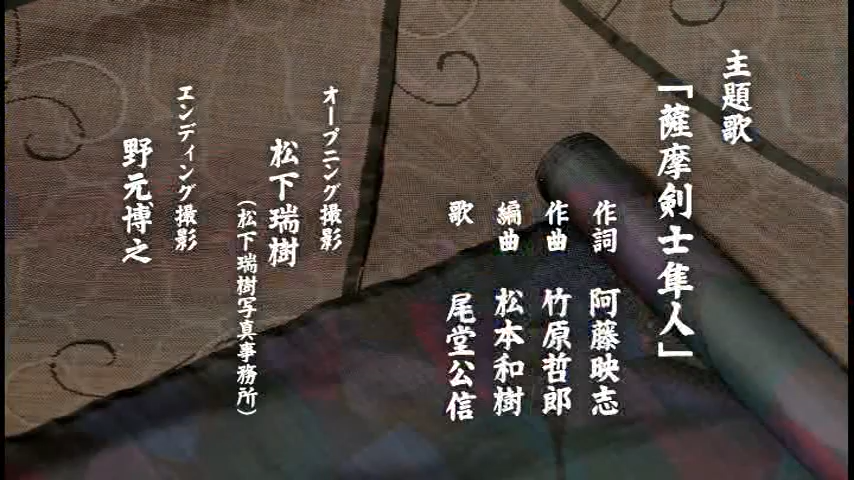 主題歌
「薩摩剣士隼人」
作詞 阿藤映志
作曲 竹原哲郎
編曲 松本和樹
歌 尾堂公信
オープニング撮影
松下瑞樹
(松下瑞樹写真事務所)
エンディング撮影
野元博之